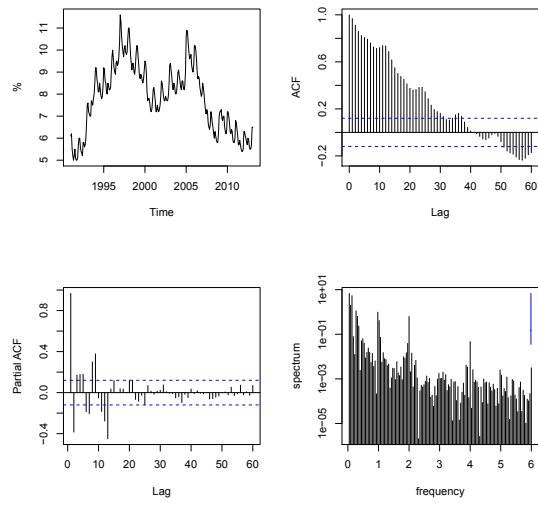 %
5 6 7 8 9 10 11
1995 2000 2005 2010
Time
ACF
−0.2 0.2 0.6 1.0
0 10 20 30 40 50 60
Lag
Partial ACF
−0.4 0.0 0.4 0.8
0 10 20 30 40 50 60
Lag
spectrum
1e−05 1e−03 1e−01 1e+01
0 1 2 3 4 5 6
frequency